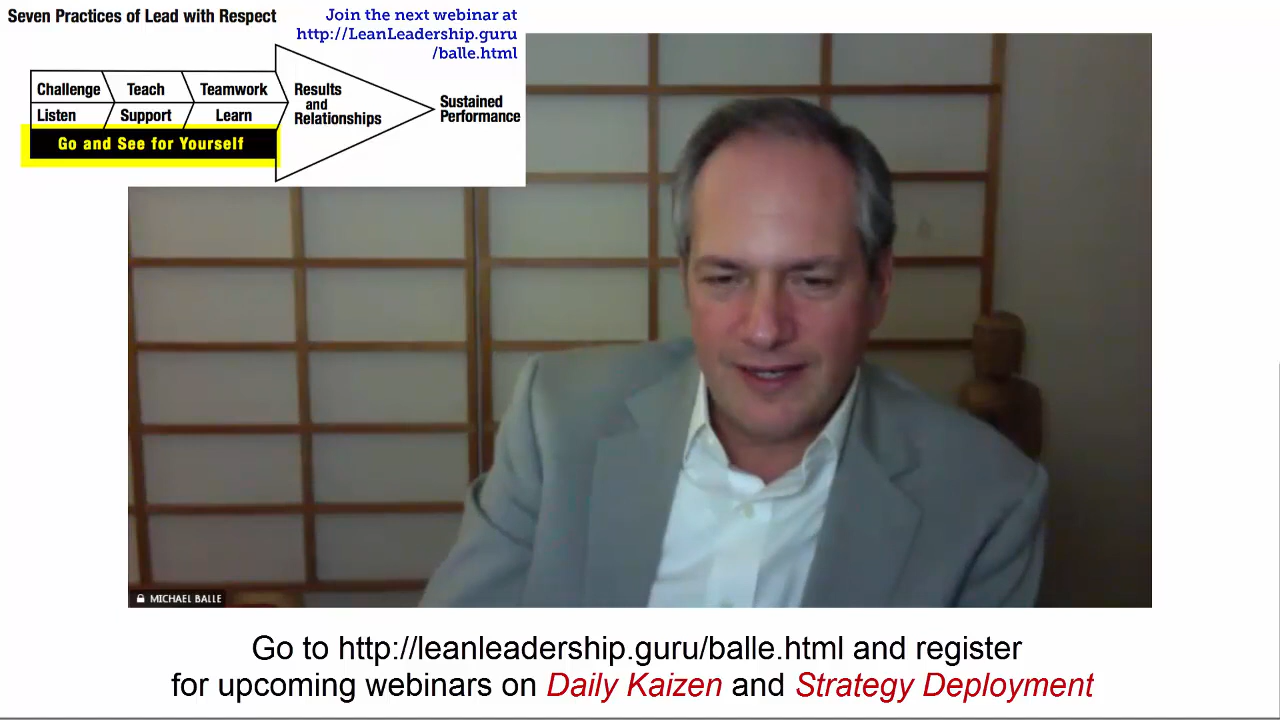 Seven Practices of Lead with Respect
Join the next webinar at
http://LeanLeadership.guru
/balle.html
Challenge
Teach
Teamwork
Listen
Support
Learn
Go and See for Yourself
Results
and
Relationships
Sustained
Performance
MICHAEL BALLE
Go to http://leanleadership.guru/balle.html and register
for upcoming webinars on Daily Kaizen and Strategy Deployment